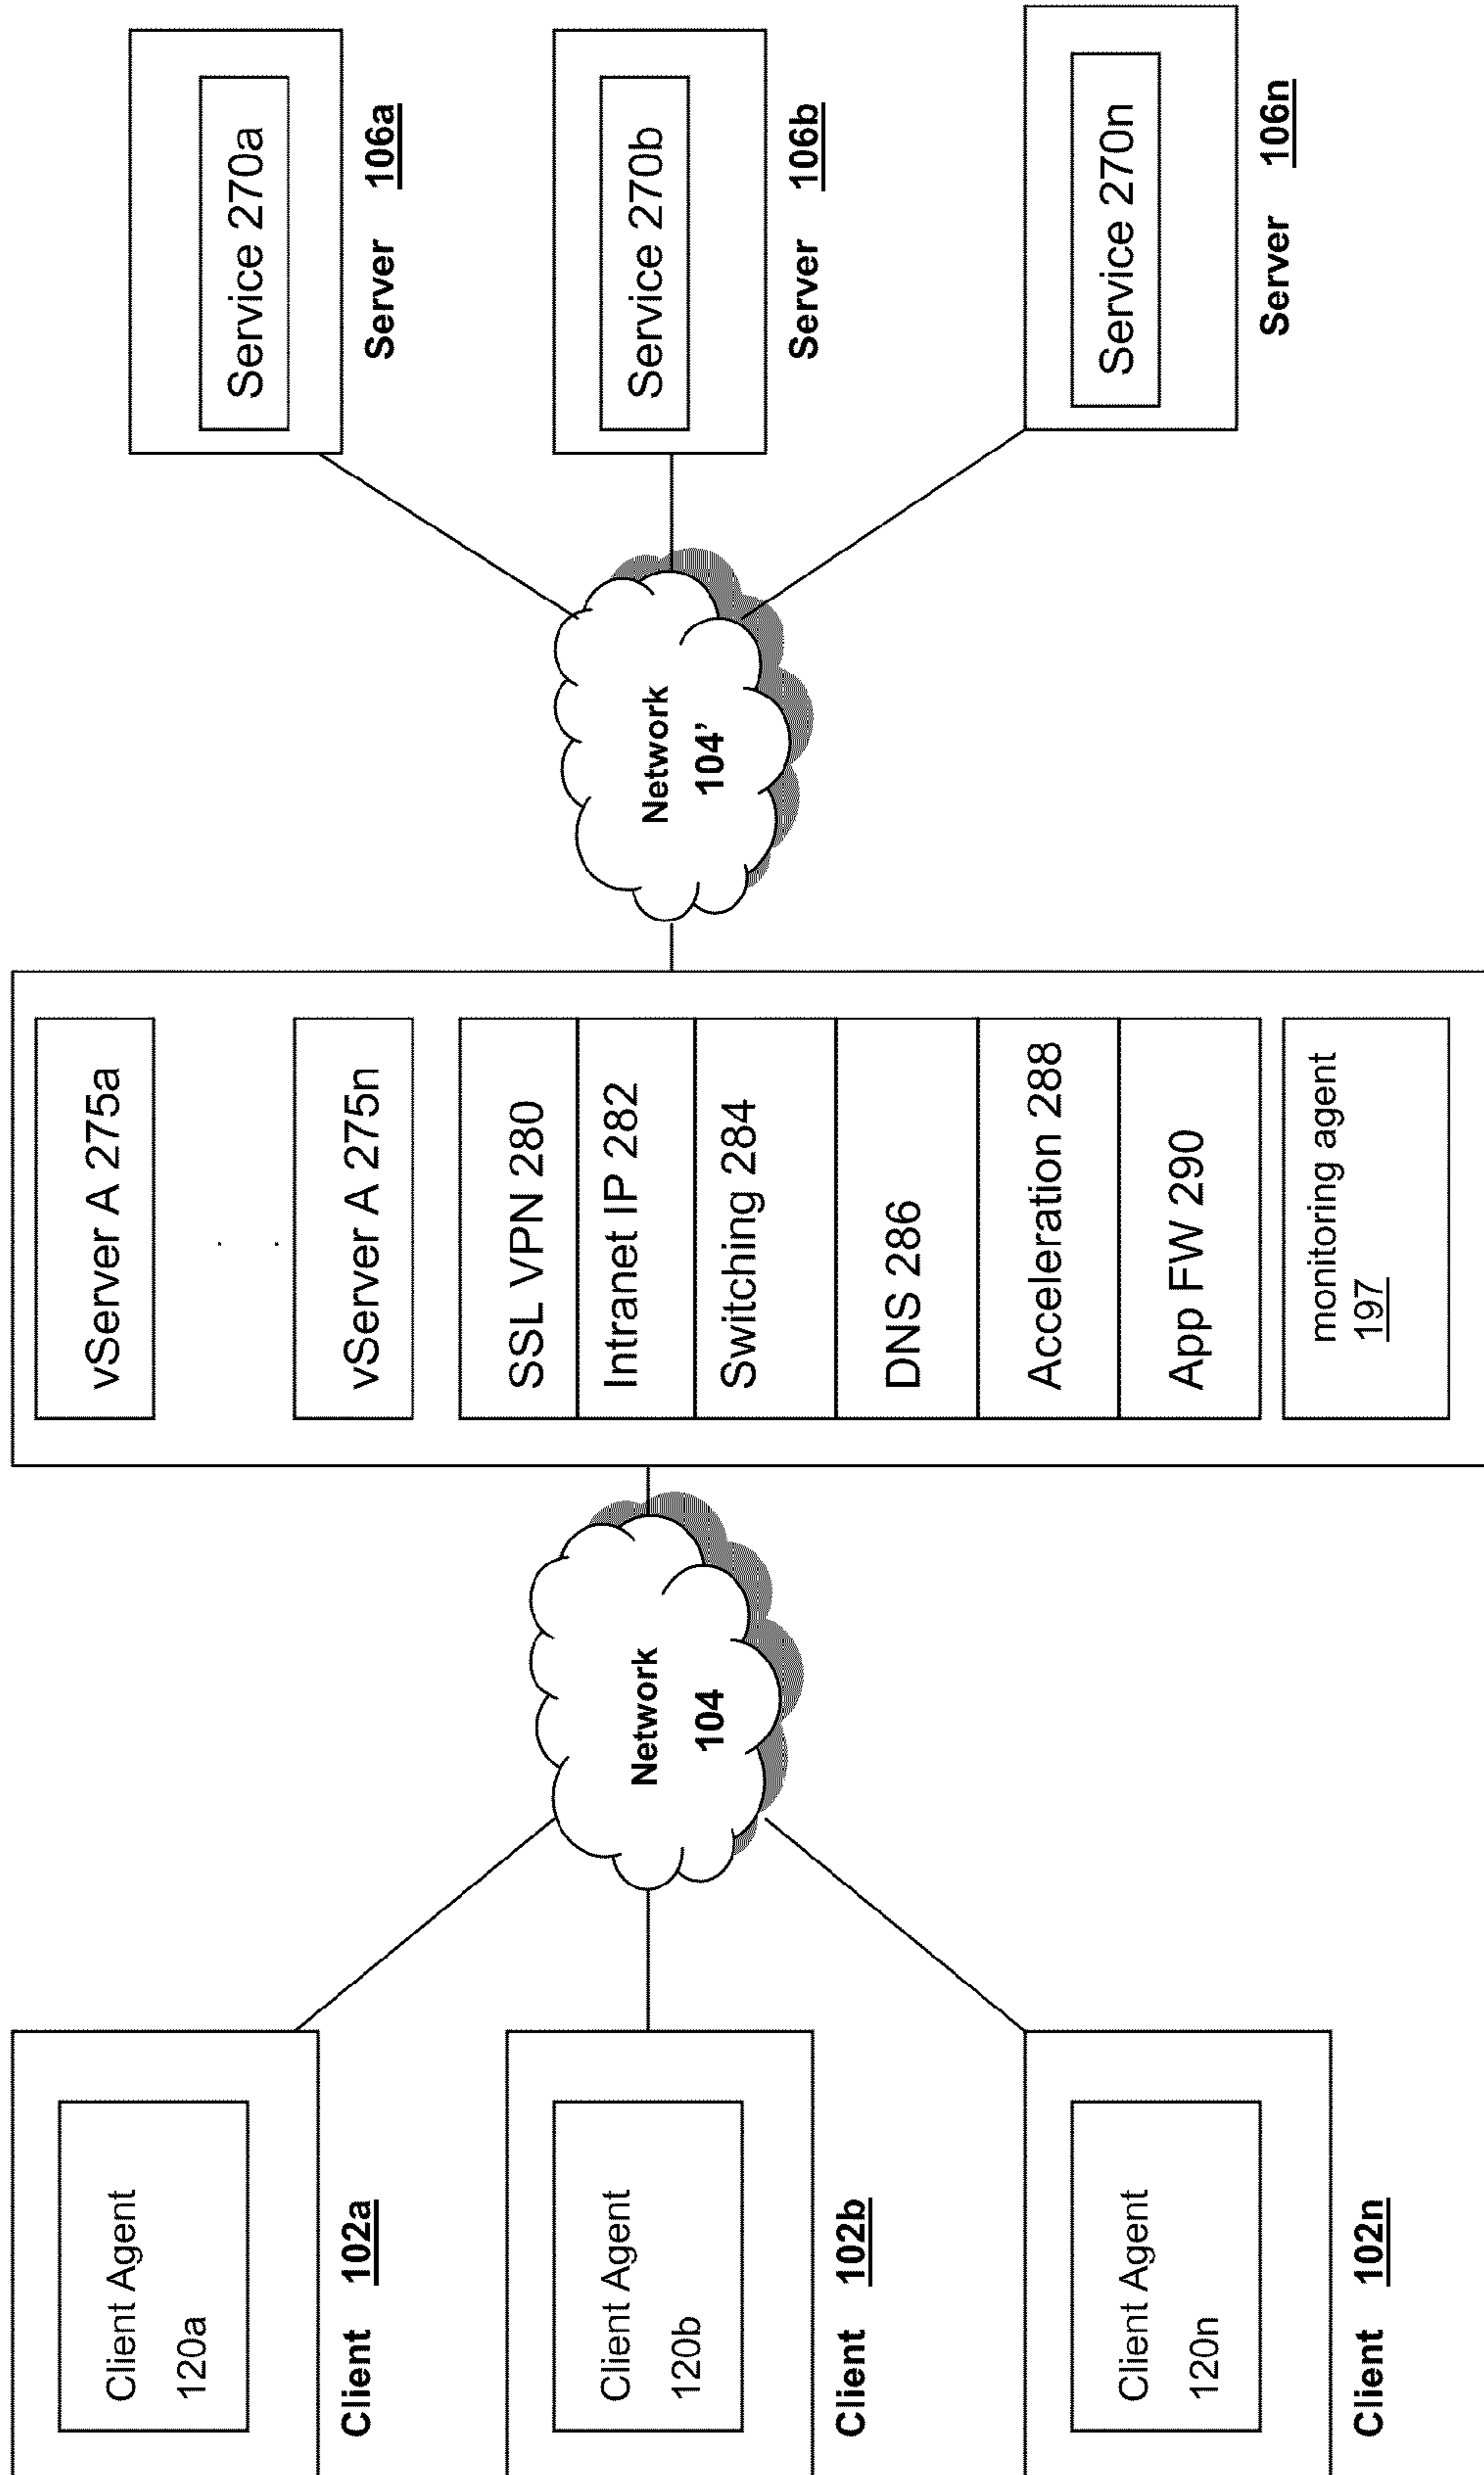 Client Agent
120a
Client 102a
Client Agent
120b
Client 102b
Client Agent
120n
Client 102n
Network
104
vServer A 275a
.
.
vServer A 275n
SSL VPN 280
Intranet IP 282
Switching 284
DNS 286
Acceleration 288
App FW 290
monitoring agent
197
Network
104’
Service 270a
Server 106a
Service 270b
Server 106b
Service 270n
Server 106n